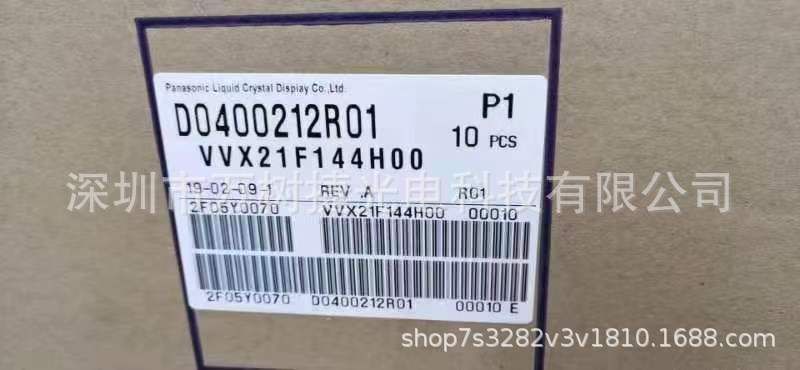 Panasonic Liquid Crystal Display Co.,Ltd.
D0400212R01 P1
VVX21F144H00 10 PCS
19-02-09-1 REV .A R01
深圳市 树 光电科技有限公司
2F05Y0070 VVX21F144H00 00010
2F05Y0070 D0400212R01 00010 E
shop7s3282v3v1810.1688.com